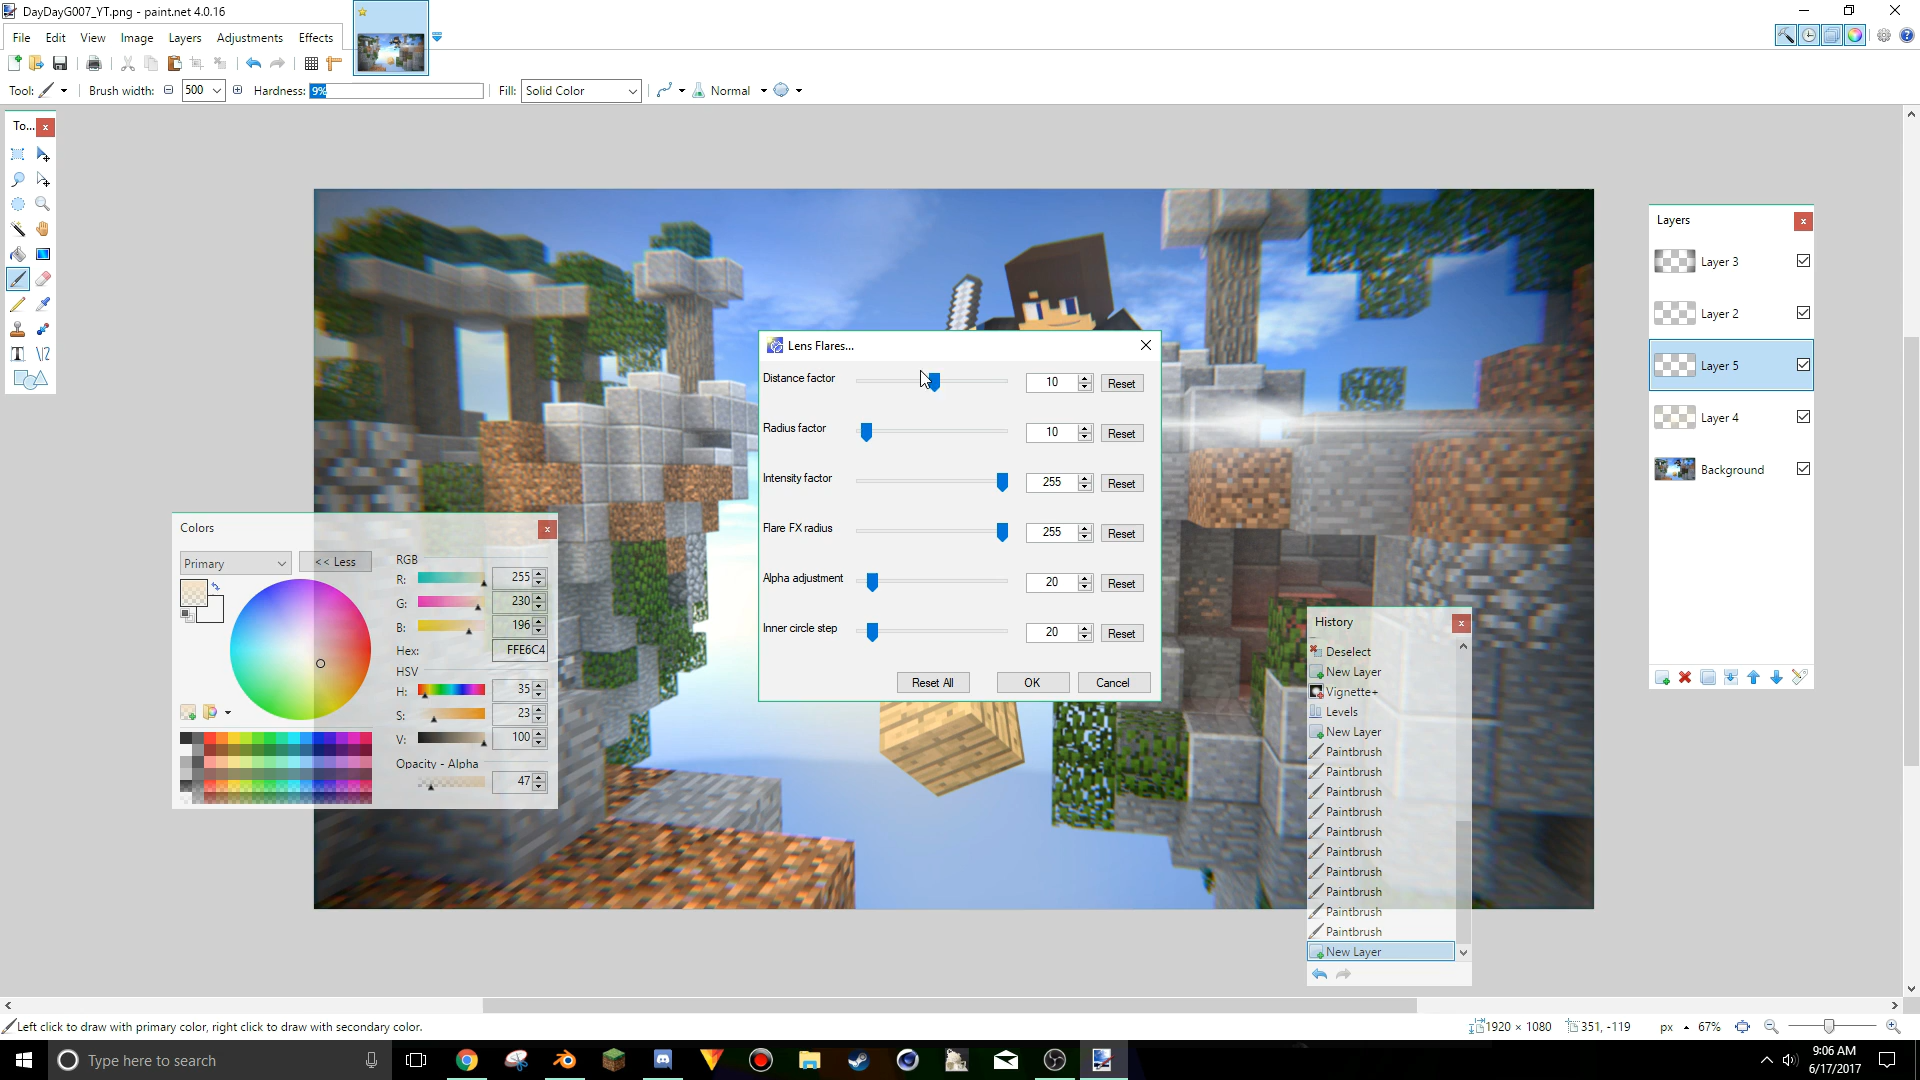 DayDayG007_YT.png - paint.net 4.0.16
File Edit View Image Layers Adjustments Effects
Tool: Brush width: 500 Hardness: 9% Fill: Solid Color Normal
To...
Layers
Layer 3
Layer 2
Layer 5
Layer 4
Background
Lens Flares...
Distance factor 10 Reset
Radius factor 10 Reset
Intensity factor 255 Reset
Flare FX radius 255 Reset
Alpha adjustment 20 Reset
Inner circle step 20 Reset
Reset All OK Cancel
Colors
Primary << Less
RGB
R: 255
G: 230
B: 196
Hex: FFE6C4
HSV
H: 35
S: 23
V: 100
Opacity - Alpha
47
History
Deselect
New Layer
Vignette+
Levels
New Layer
Paintbrush
Paintbrush
Paintbrush
Paintbrush
Paintbrush
Paintbrush
Paintbrush
Paintbrush
Paintbrush
Paintbrush
New Layer
Left click to draw with primary color, right click to draw with secondary color.
1920 × 1080 351, -119 px 67%
Type here to search
9:06 AM
6/17/2017